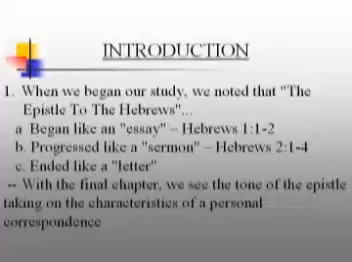 INTRODUCTION
1. When we began our study, we noted that "The
Epistle To The Hebrews"...
a Began like an "essay" – Hebrews 1:1-2
b. Progressed like a "sermon" – Hebrews 2:1-4
c. Ended like a "letter"
-- With the final chapter, we see the tone of the epistle
taking on the characteristics of a personal
correspondence